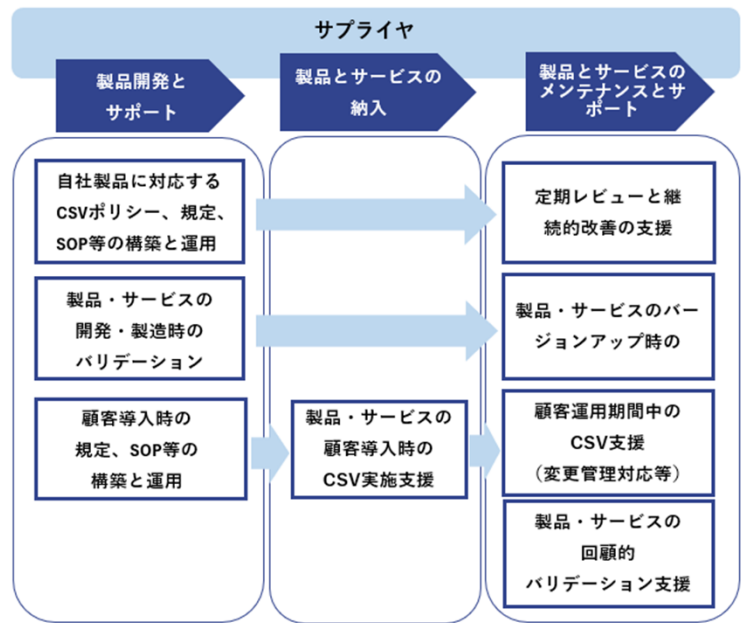 サプライヤ
製品開発と
サポート
製品とサービスの
納入
製品とサービスの
メンテナンスとサ
ポート
自社製品に対応する
CSVポリシー、規定、
SOP等の構築と運用
製品・サービスの
開発・製造時の
バリデーション
顧客導入時の
規定、SOP等の
構築と運用
製品・サービスの
顧客導入時の
CSV実施支援
定期レビューと継
続的改善の支援
製品・サービスのバー
ジョンアップ時の
顧客運用期間中の
CSV支援
（変更管理対応等）
製品・サービスの
回顧的
バリデーション支援